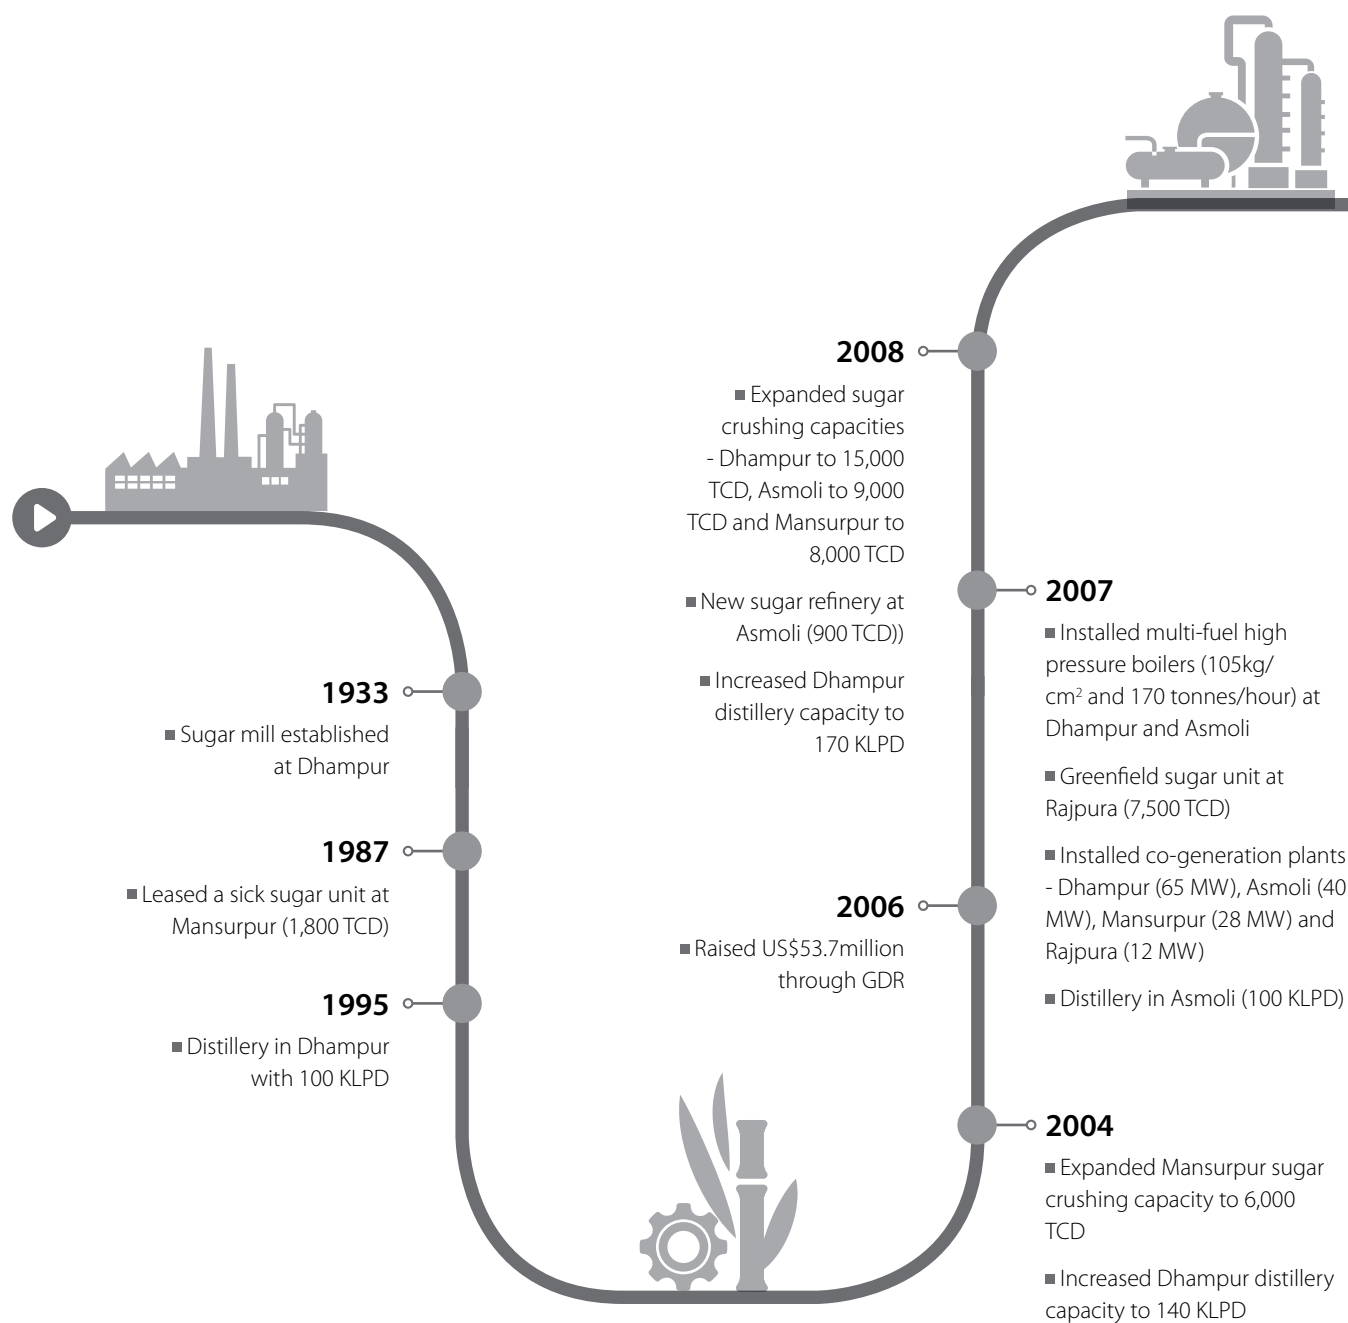 1933
■ Sugar mill established
at Dhampur
1987
■ Leased a sick sugar unit at
Mansurpur (1,800 TCD)
1995
■ Distillery in Dhampur
with 100 KLPD
2004
■ Expanded Mansurpur sugar
crushing capacity to 6,000
TCD
■ Increased Dhampur distillery
capacity to 140 KLPD
2006
■ Raised US$53.7million
through GDR
2007
■ Installed multi-fuel high
pressure boilers (105kg/
cm² and 170 tonnes/hour) at
Dhampur and Asmoli
■ Greenfield sugar unit at
Rajpura (7,500 TCD)
■ Installed co-generation plants
- Dhampur (65 MW), Asmoli (40
MW), Mansurpur (28 MW) and
Rajpura (12 MW)
■ Distillery in Asmoli (100 KLPD)
2008
■ Expanded sugar
crushing capacities
- Dhampur to 15,000
TCD, Asmoli to 9,000
TCD and Mansurpur to
8,000 TCD
■ New sugar refinery at
Asmoli (900 TCD))
■ Increased Dhampur
distillery capacity to
170 KLPD